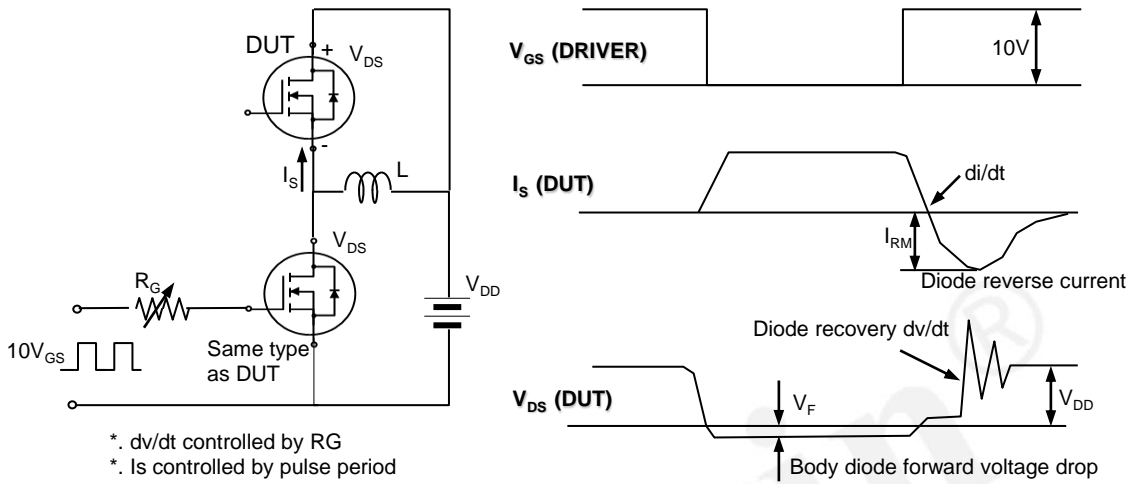 DUT
+
V_DS
-
I_S
L
V_DS
R_G
V_DD
10V_GS
Same type
as DUT
*. dv/dt controlled by RG
*. Is controlled by pulse period
V_GS (DRIVER)
10V
I_S (DUT)
di/dt
I_RM
Diode reverse current
Diode recovery dv/dt
V_DS (DUT)
V_F
V_DD
Body diode forward voltage drop
®
in